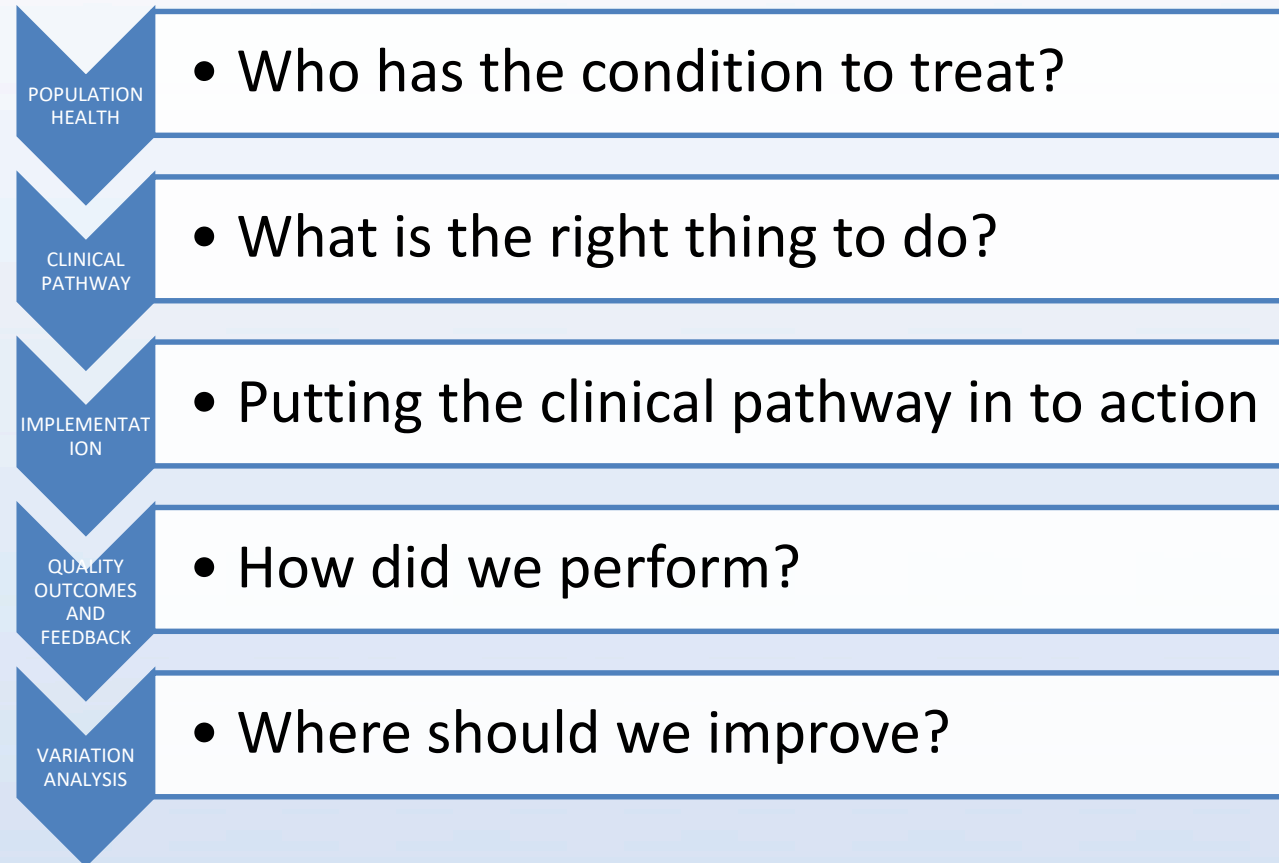 POPULATION
HEALTH
• Who has the condition to treat?
CLINICAL
PATHWAY
• What is the right thing to do?
IMPLEMENTAT
ION
• Putting the clinical pathway in to action
QUALITY
OUTCOMES
AND
FEEDBACK
• How did we perform?
VARIATION
ANALYSIS
• Where should we improve?